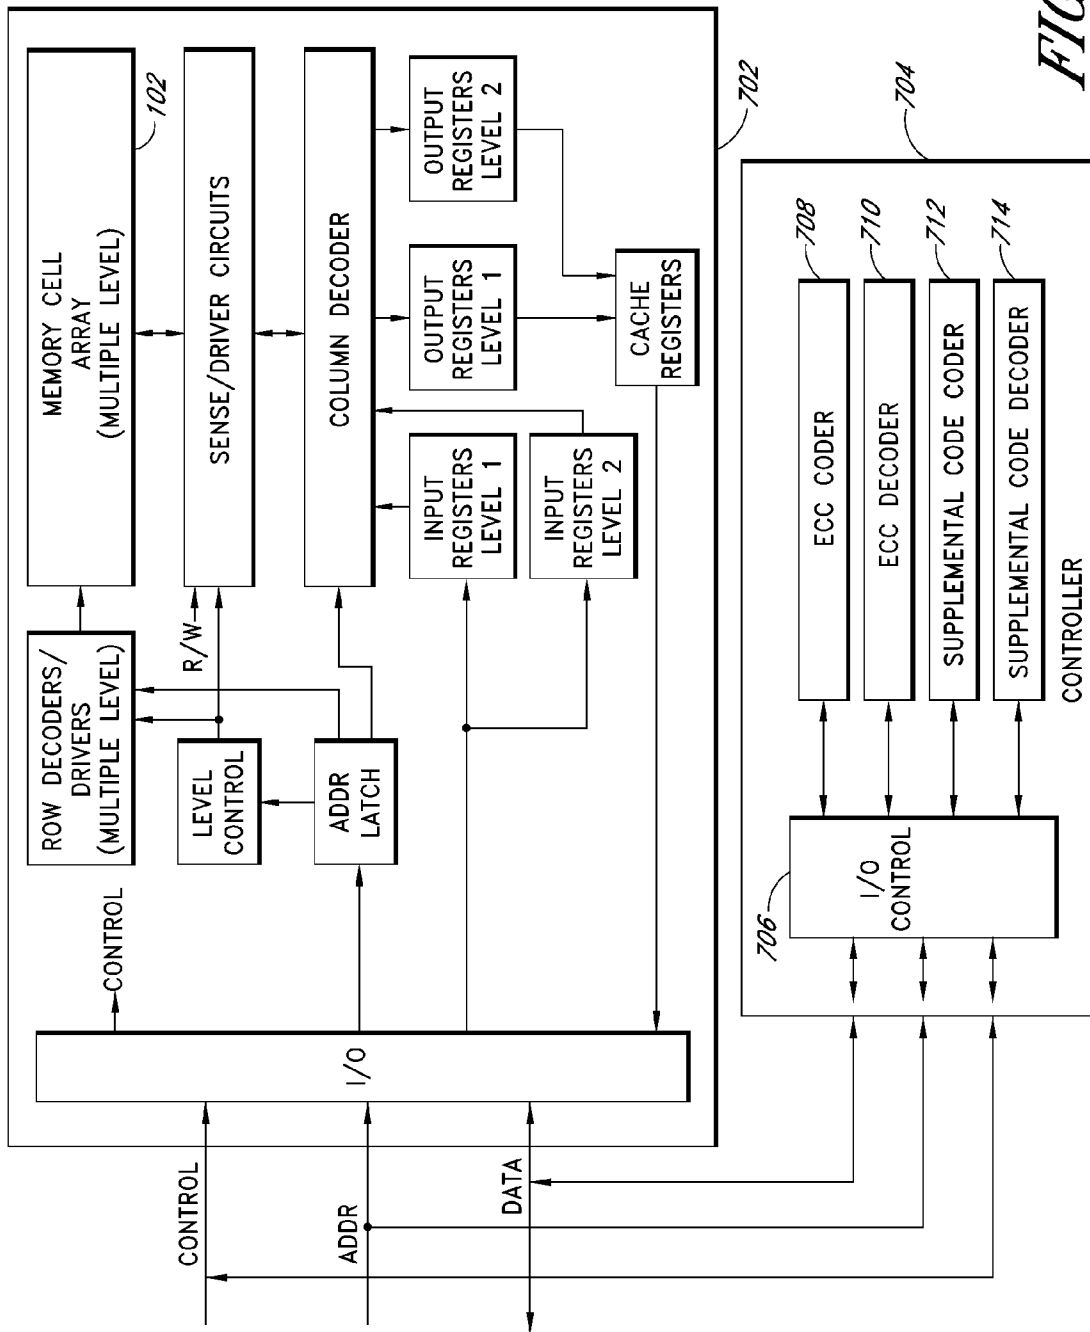 CONTROL
ADDR
DATA
I/O
CONTROL
ROW DECODERS/
DRIVERS
(MULTIPLE LEVEL)
LEVEL
CONTROL
ADDR
LATCH
R/W
MEMORY CELL
ARRAY
(MULTIPLE LEVEL)
102
SENSE/DRIVER CIRCUITS
COLUMN DECODER
INPUT
REGISTERS
LEVEL 1
INPUT
REGISTERS
LEVEL 2
OUTPUT
REGISTERS
LEVEL 1
OUTPUT
REGISTERS
LEVEL 2
CACHE
REGISTERS
702
704
706
I/O
CONTROL
ECC CODER
708
ECC DECODER
710
SUPPLEMENTAL CODE CODER
712
SUPPLEMENTAL CODE DECODER
714
CONTROLLER